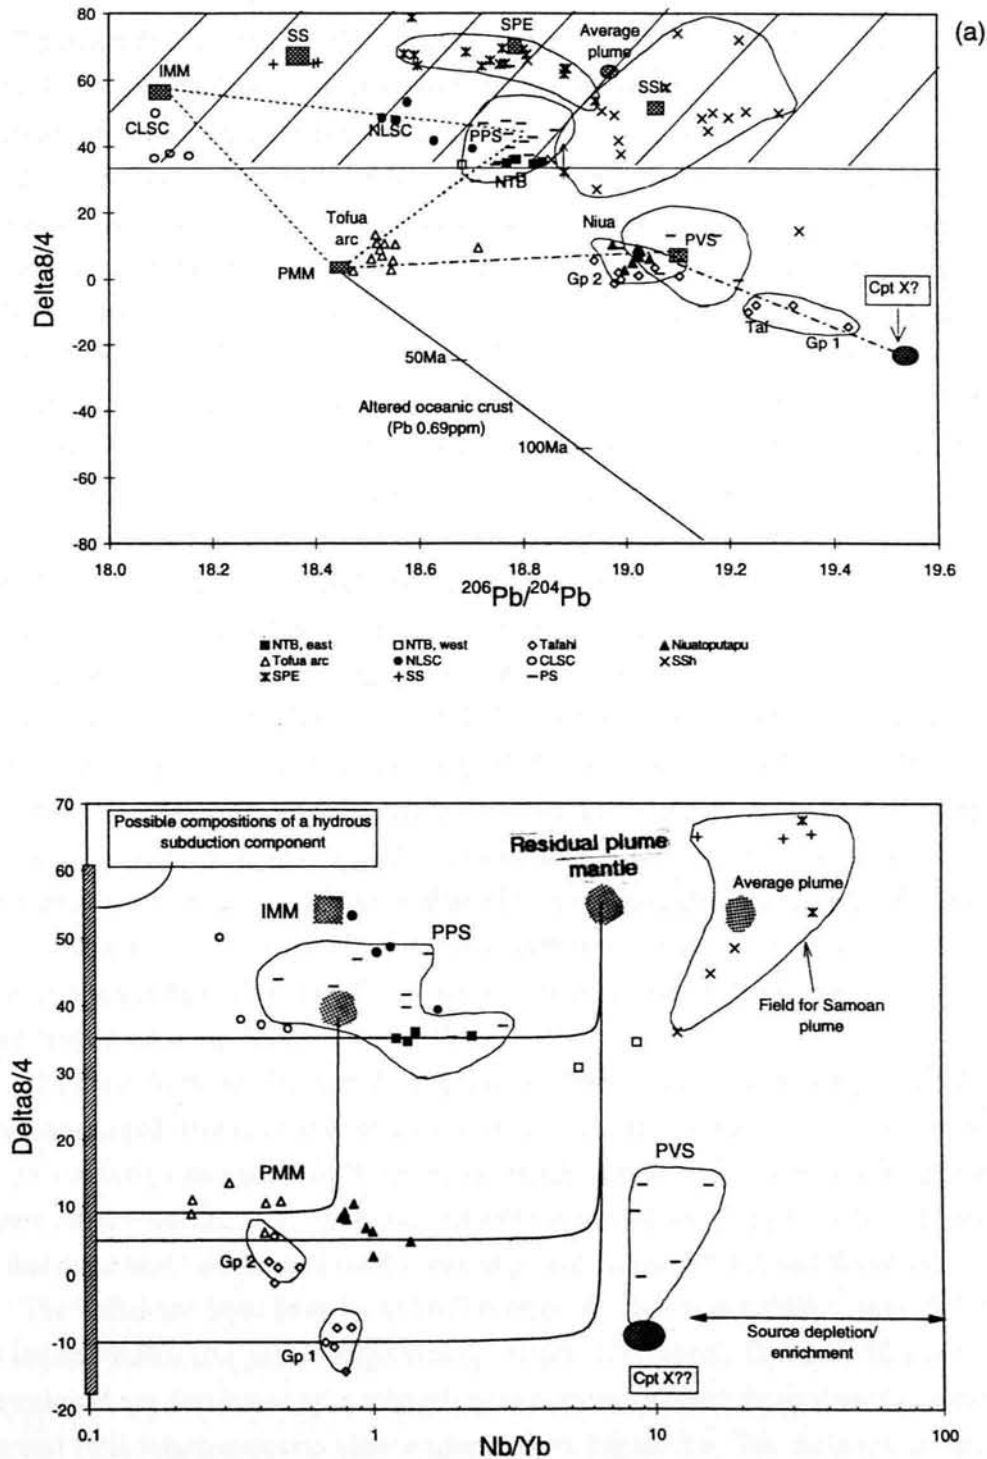 (a)
80
60
40
20
0
-20
-40
-60
-80
Delta8/4
SS
SPE
Average
plume
IMM
SSh
CLSC
NLSC
PPS
NTB
Tofua
arc
Niua
PVS
PMM
Gp 2
Cpt X?
Taf
Gp 1
50Ma
Altered oceanic crust
(Pb 0.69ppm)
100Ma
18.0 18.2 18.4 18.6 18.8 19.0 19.2 19.4 19.6
206Pb/204Pb
NTB, east NTB, west Tafahi Niuatoputapu
Tofua arc NLSC CLSC SSh
SPE SS PS
70
60
50
40
30
20
10
0
-10
-20
Delta8/4
Possible compositions of a hydrous
subduction component
Residual plume
mantle
IMM
Average plume
PPS
Field for Samoan
plume
PMM
PVS
Gp 2
Gp 1
Source depletion/
enrichment
Cpt X??
0.1 1 10 100
Nb/Yb